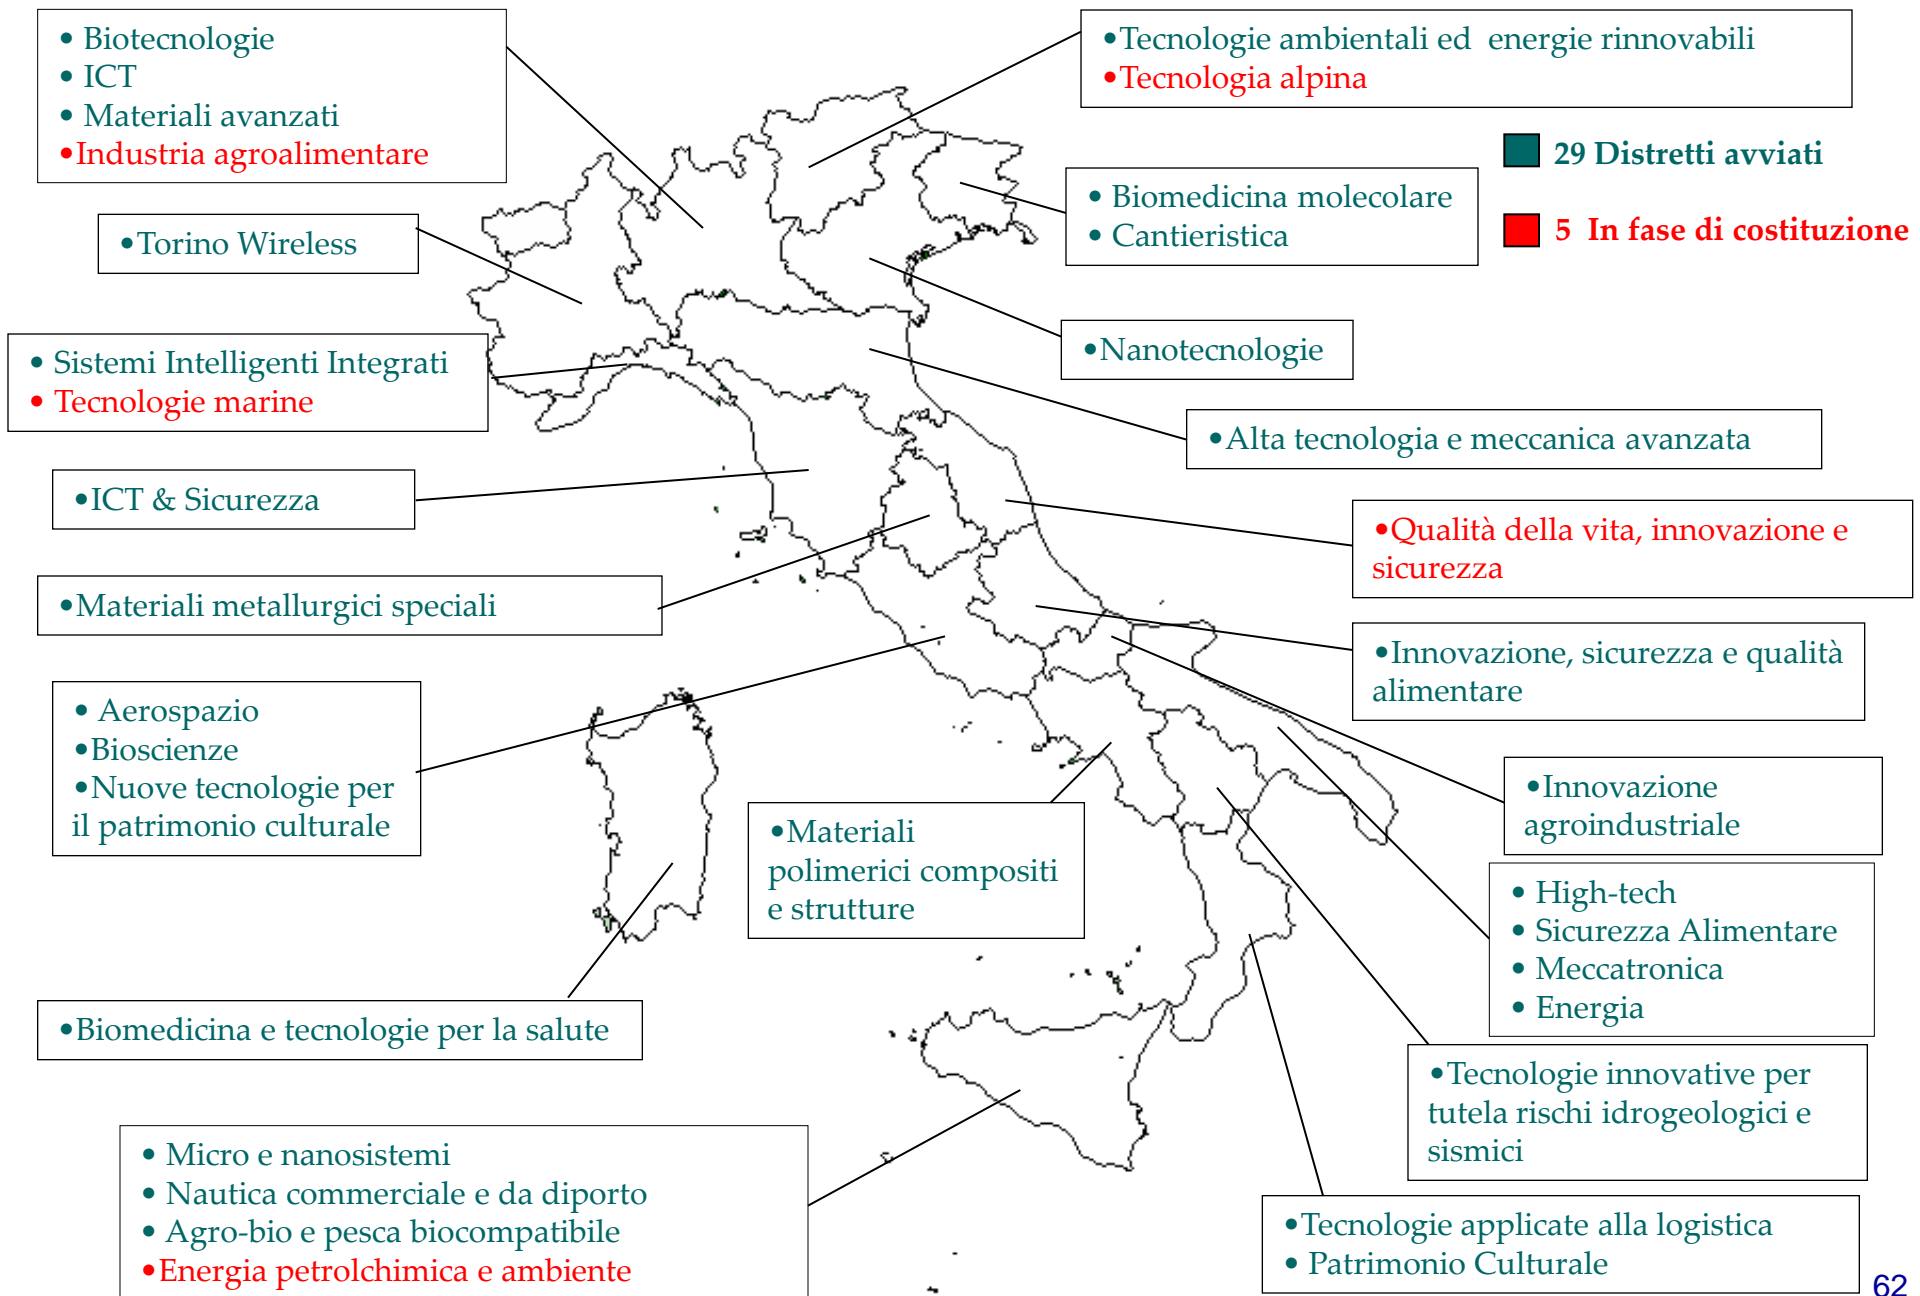 • Biotecnologie
• ICT
• Materiali avanzati
•Industria agroalimentare
•Tecnologie ambientali ed energie rinnovabili
•Tecnologia alpina
29 Distretti avviati
5 In fase di costituzione
• Biomedicina molecolare
• Cantieristica
•Torino Wireless
•Nanotecnologie
• Sistemi Intelligenti Integrati
• Tecnologie marine
•Alta tecnologia e meccanica avanzata
•ICT & Sicurezza
•Qualità della vita, innovazione e
sicurezza
•Materiali metallurgici speciali
•Innovazione, sicurezza e qualità
alimentare
• Aerospazio
•Bioscienze
•Nuove tecnologie per
il patrimonio culturale
•Materiali
polimerici compositi
e strutture
•Innovazione
agroindustriale
• High-tech
• Sicurezza Alimentare
• Meccatronica
• Energia
•Biomedicina e tecnologie per la salute
•Tecnologie innovative per
tutela rischi idrogeologici e
sismici
• Micro e nanosistemi
• Nautica commerciale e da diporto
• Agro-bio e pesca biocompatibile
•Energia petrolchimica e ambiente
•Tecnologie applicate alla logistica
• Patrimonio Culturale
62